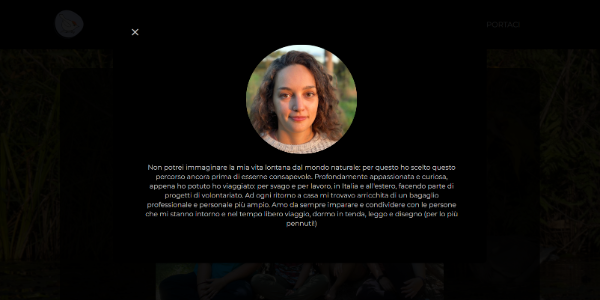 PORTACI
Non potrei immaginare la mia vita lontana dal mondo naturale: per questo ho scelto questo
percorso ancora prima di esserne consapevole. Profondamente appassionata e curiosa,
appena ho potuto ho viaggiato: per svago e per lavoro, in Italia e all'estero, facendo parte di
progetti di volontariato. Ad ogni ritorno a casa mi trovavo arricchita di un bagaglio
professionale e personale più ampio. Amo da sempre imparare e condividere con le persone
che mi stanno intorno e nel tempo libero viaggio, dormo in tenda, leggo e disegno (per lo più
pennuti!)